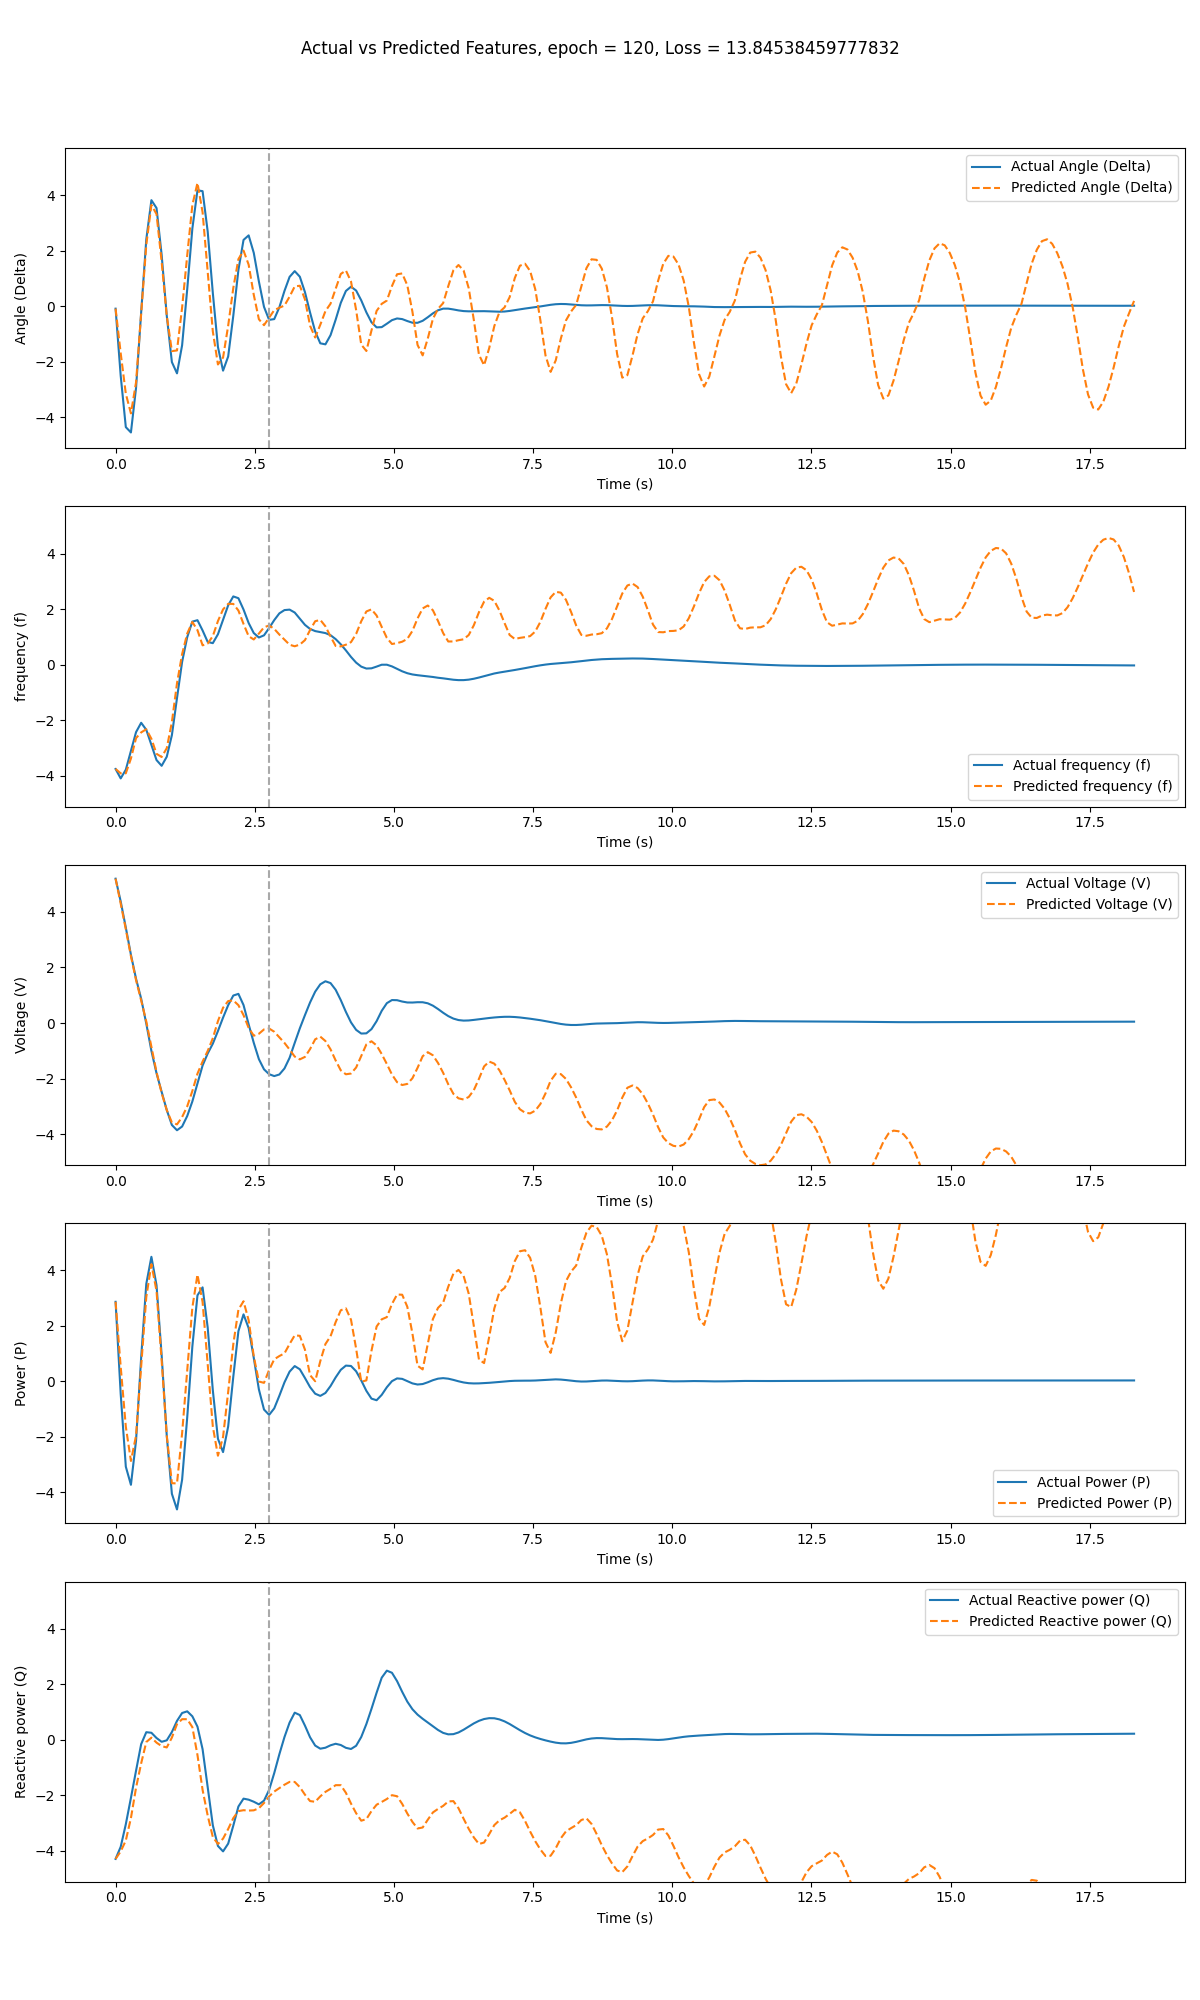 Actual vs Predicted Features, epoch = 120, Loss = 13.84538459777832
Actual Angle (Delta)
Predicted Angle (Delta)
Angle (Delta)
4
2
0
−2
−4
0.0 2.5 5.0 7.5 10.0 12.5 15.0 17.5
Time (s)
frequency (f)
4
2
0
−2
−4
Actual frequency (f)
Predicted frequency (f)
0.0 2.5 5.0 7.5 10.0 12.5 15.0 17.5
Time (s)
Actual Voltage (V)
Predicted Voltage (V)
Voltage (V)
4
2
0
−2
−4
0.0 2.5 5.0 7.5 10.0 12.5 15.0 17.5
Time (s)
Power (P)
4
2
0
−2
−4
Actual Power (P)
Predicted Power (P)
0.0 2.5 5.0 7.5 10.0 12.5 15.0 17.5
Time (s)
Actual Reactive power (Q)
Predicted Reactive power (Q)
Reactive power (Q)
4
2
0
−2
−4
0.0 2.5 5.0 7.5 10.0 12.5 15.0 17.5
Time (s)